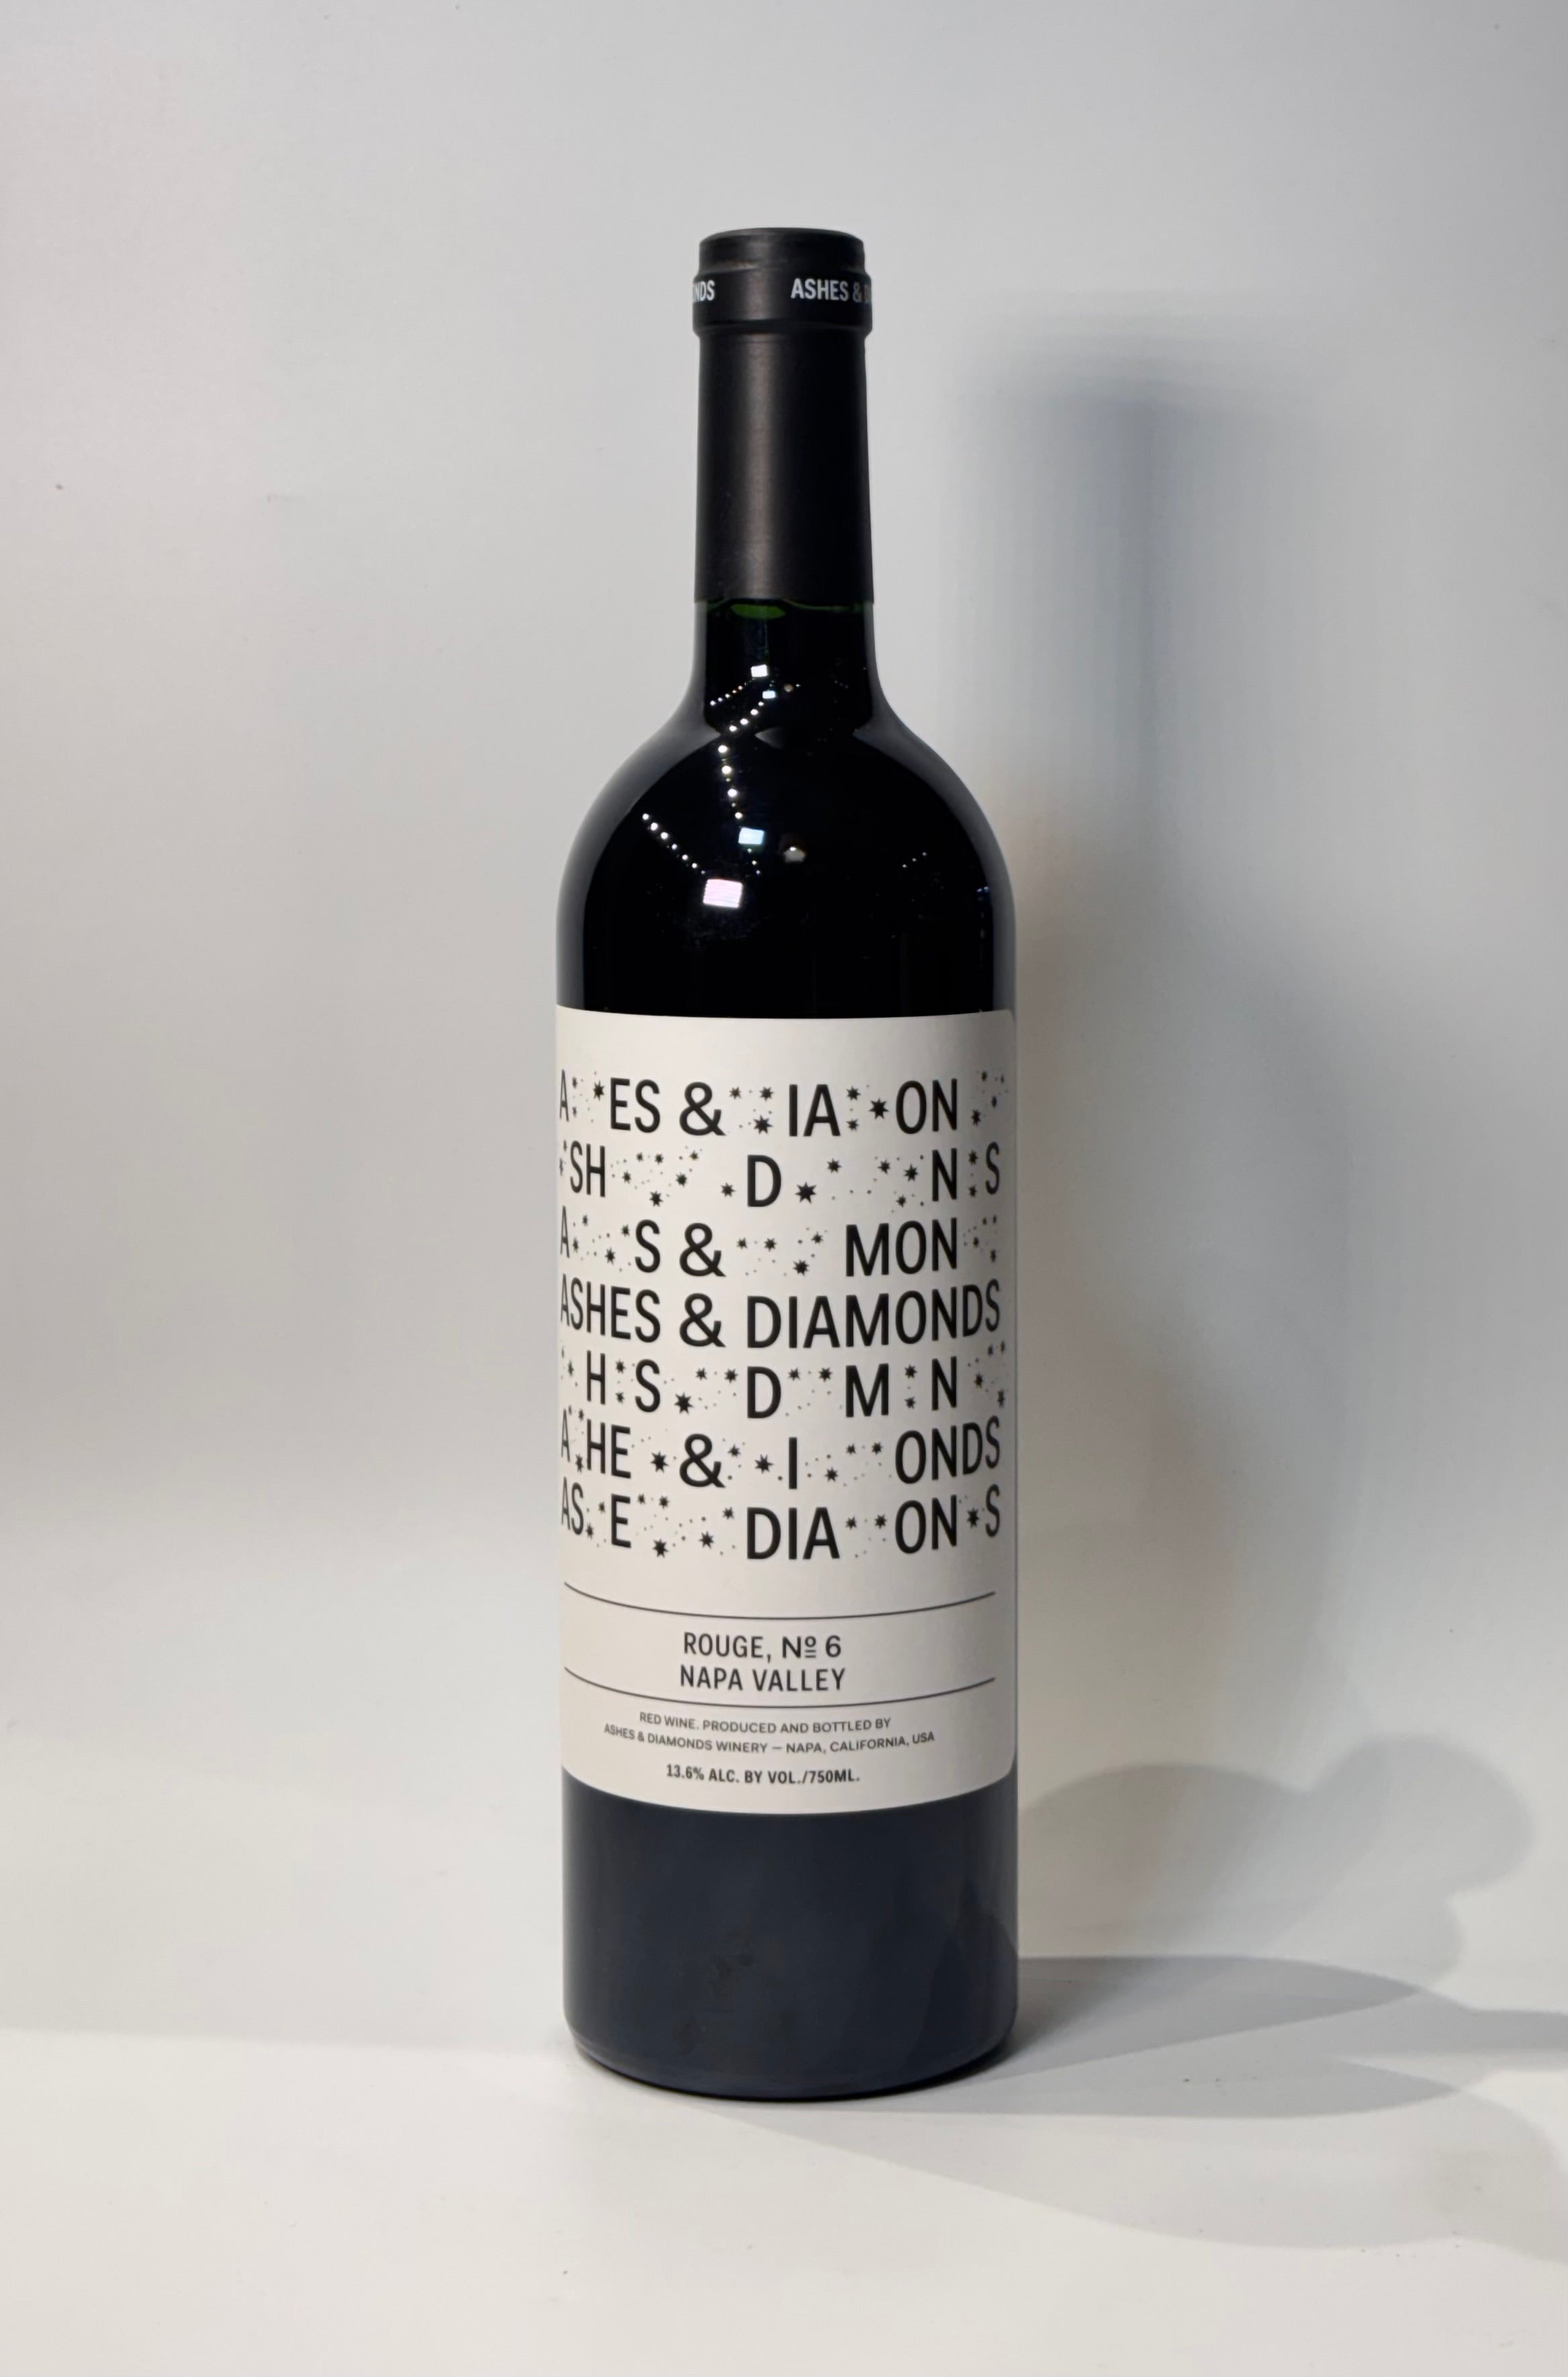 NDS ASHES &
A ES & IA ON
SH D N S
A S & MON
ASHES & DIAMONDS
H S D M N
A HE & I ONDS
AS E DIA ON S
ROUGE, Nº 6
NAPA VALLEY
RED WINE. PRODUCED AND BOTTLED BY
ASHES & DIAMONDS WINERY — NAPA, CALIFORNIA, USA
13.6% ALC. BY VOL./750ML.